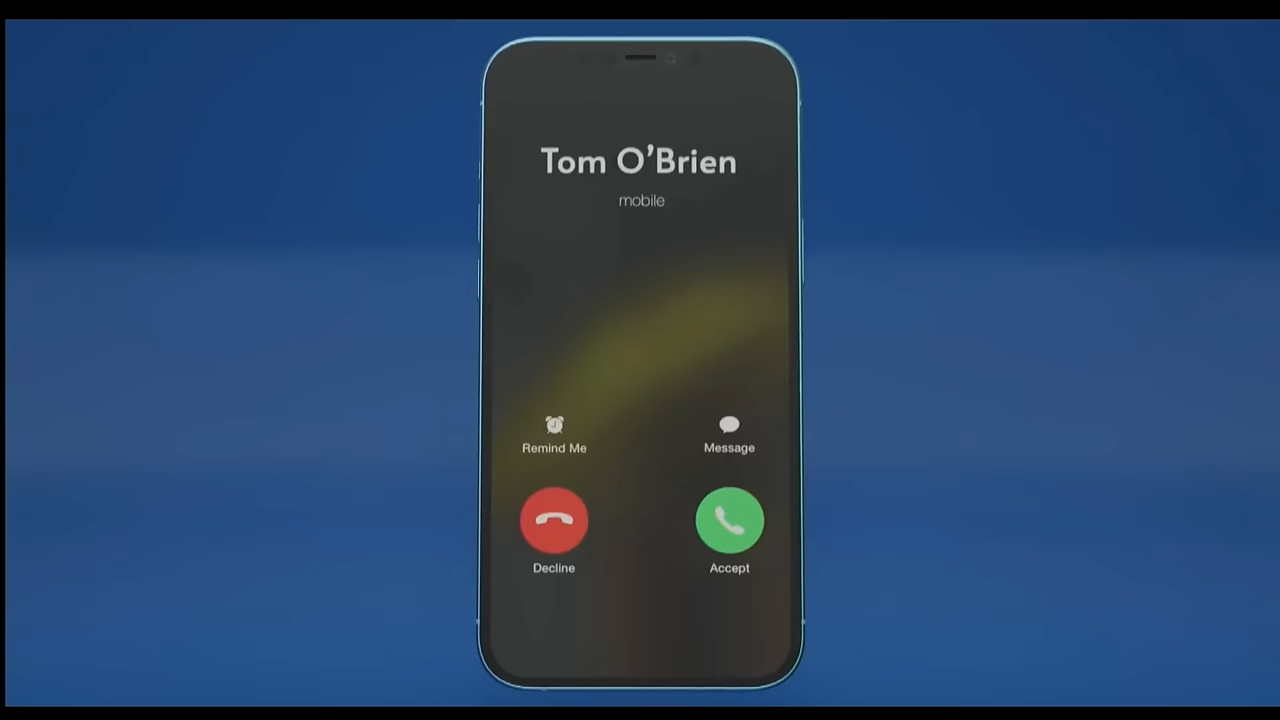 Tom O’Brien
mobile
Remind Me
Message
Decline
Accept